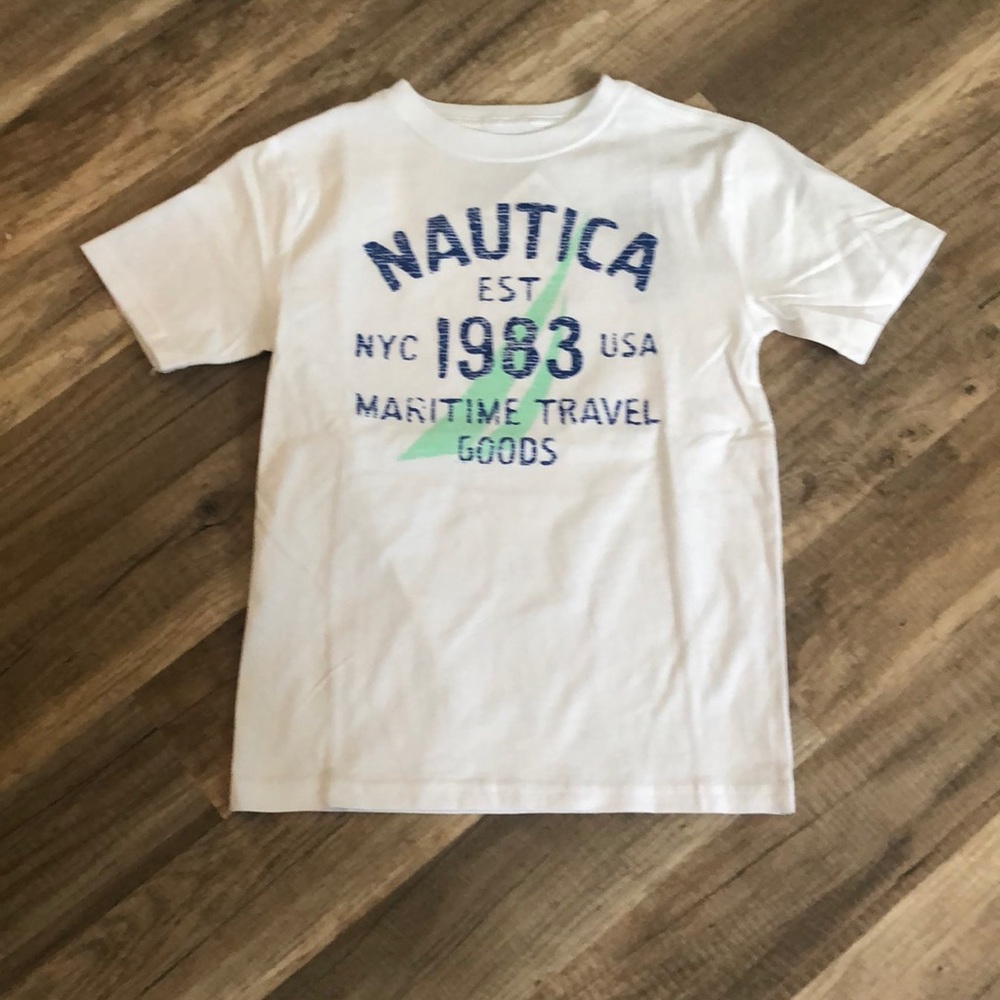 NAUTICA
EST
NYC 1983 USA
MARITIME TRAVEL
GOODS